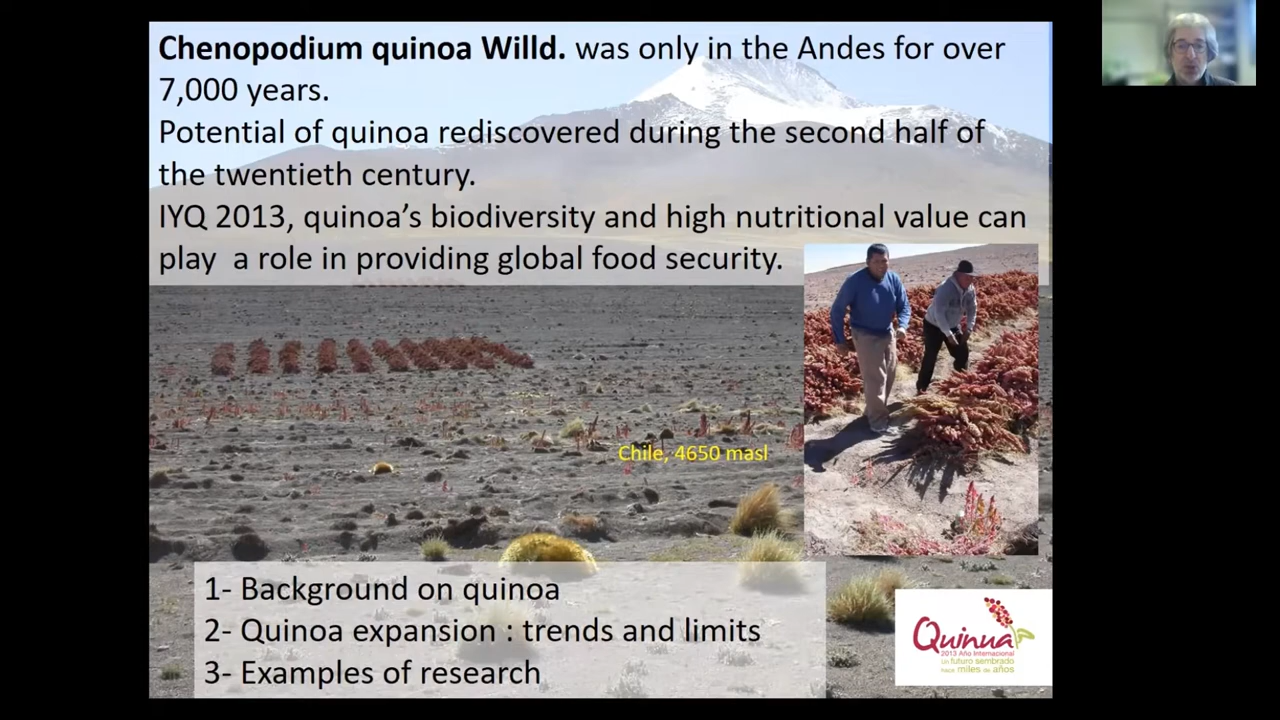 Chenopodium quinoa Willd. was only in the Andes for over
7,000 years.
Potential of quinoa rediscovered during the second half of
the twentieth century.
IYQ 2013, quinoa’s biodiversity and high nutritional value can
play  a role in providing global food security.
Chile, 4650 masl
1- Background on quinoa
2- Quinoa expansion : trends and limits
3- Examples of research
Quinua
2013 Año Internacional
Un futuro sembrado
hace miles de años